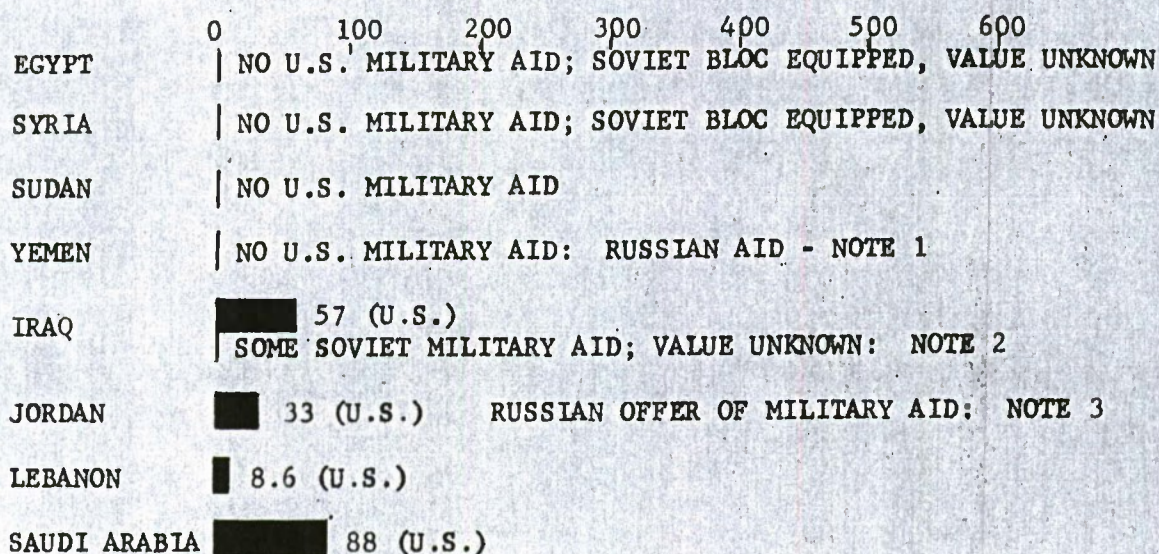 0 100 200 300 400 500 600
EGYPT NO U.S. MILITARY AID; SOVIET BLOC EQUIPPED, VALUE UNKNOWN
SYRIA NO U.S. MILITARY AID; SOVIET BLOC EQUIPPED, VALUE UNKNOWN
SUDAN NO U.S. MILITARY AID
YEMEN NO U.S. MILITARY AID: RUSSIAN AID - NOTE 1
IRAQ 57 (U.S.)
SOME SOVIET MILITARY AID; VALUE UNKNOWN: NOTE 2
JORDAN 33 (U.S.) RUSSIAN OFFER OF MILITARY AID: NOTE 3
LEBANON 8.6 (U.S.)
SAUDI ARABIA 88 (U.S.)